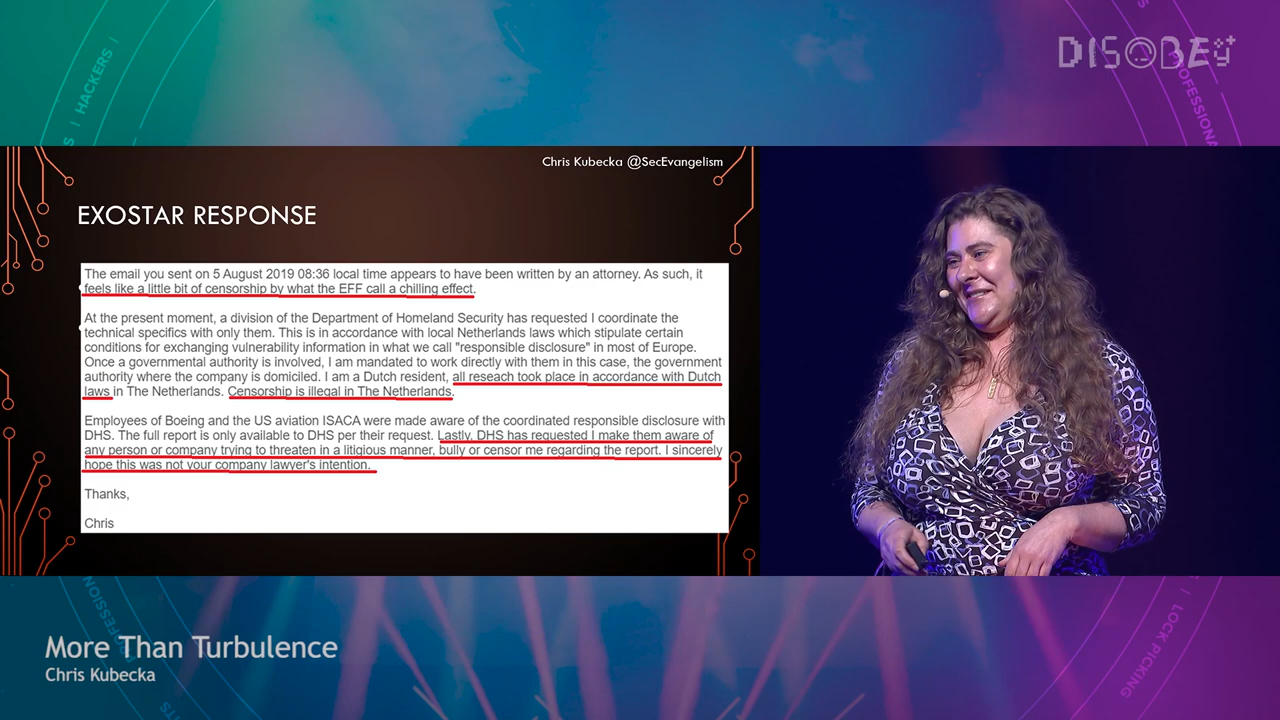 DISOBEY
HACKERS
PROFESSIONA
Chris Kubecka @SecEvangelism
EXOSTAR RESPONSE
The email you sent on 5 August 2019 08:36 local time appears to have been written by an attorney. As such, it
feels like a little bit of censorship by what the EFF call a chilling effect.
At the present moment, a division of the Department of Homeland Security has requested I coordinate the
technical specifics with only them. This is in accordance with local Netherlands laws which stipulate certain
conditions for exchanging vulnerability information in what we call "responsible disclosure" in most of Europe.
Once a governmental authority is involved, I am mandated to work directly with them in this case, the government
authority where the company is domiciled. I am a Dutch resident, all reseach took place in accordance with Dutch
laws in The Netherlands. Censorship is illegal in The Netherlands.
Employees of Boeing and the US aviation ISACA were made aware of the coordinated responsible disclosure with
DHS. The full report is only available to DHS per their request. Lastly, DHS has requested I make them aware of
any person or company trying to threaten in a litigious manner, bully or censor me regarding the report. I sincerely
hope this was not your company lawyer's intention.
Thanks,
Chris
More Than Turbulence
Chris Kubecka
LOCK PICKING